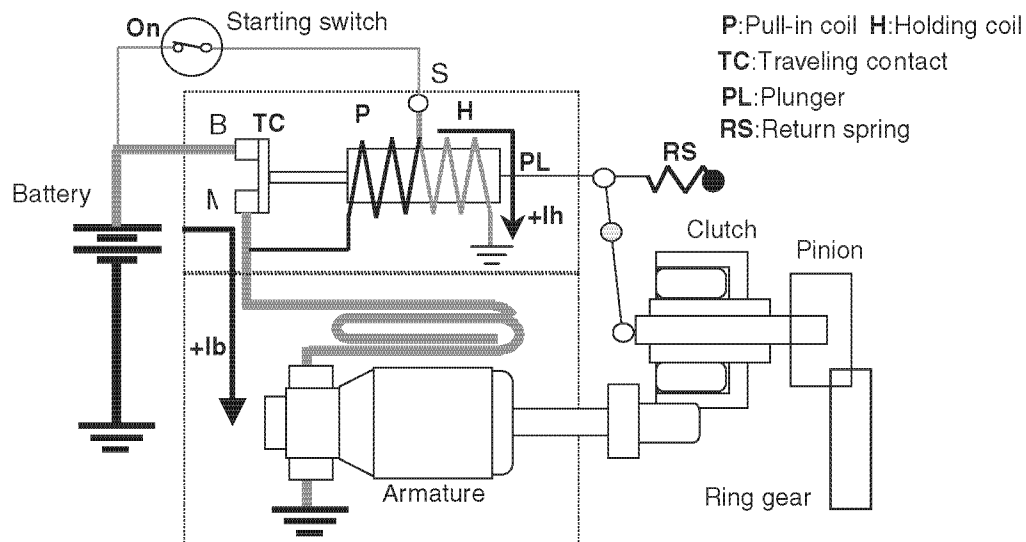 On
Starting switch
P:Pull-in coil H:Holding coil
TC:Traveling contact
PL:Plunger
RS:Return spring
S
B
TC
P
H
PL
RS
Battery
+Ih
Clutch
Pinion
+Ib
Armature
Ring gear